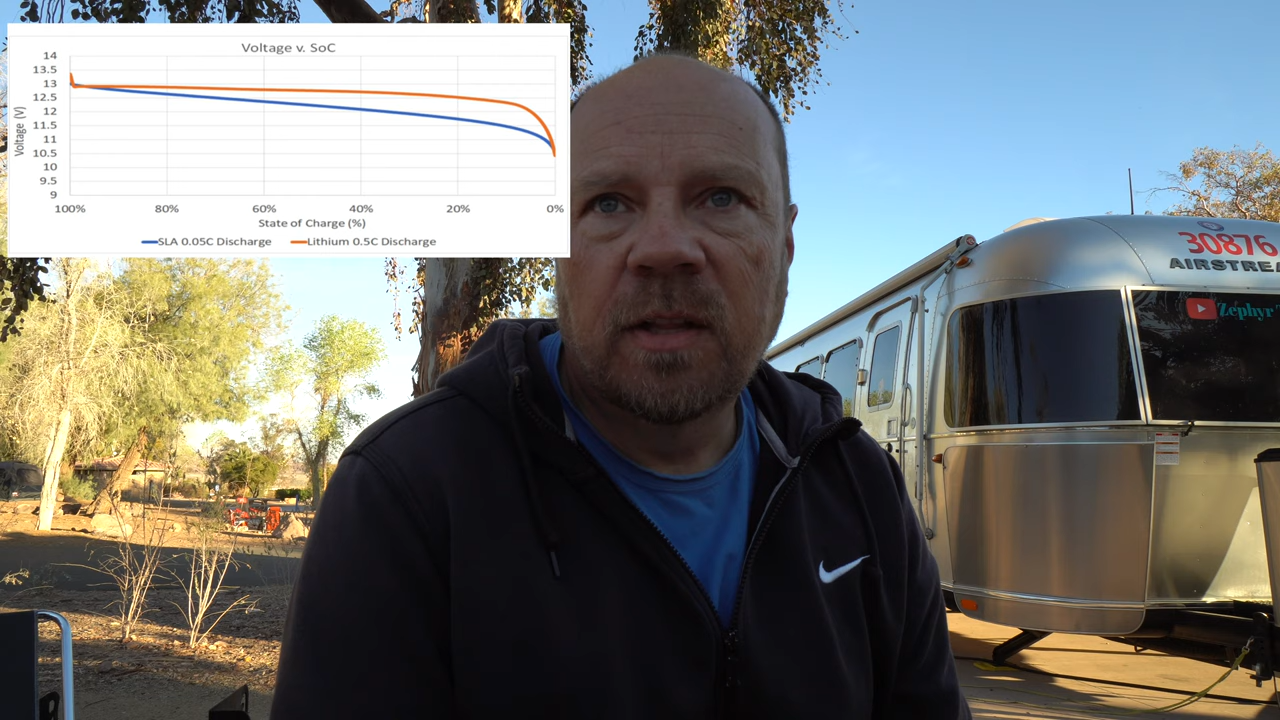 Voltage v. SoC
14
13.5
13
12.5
12
11.5
11
10.5
10
9.5
9
Voltage (V)
100% 80% 60% 40% 20% 0%
State of Charge (%)
SLA 0.05C Discharge Lithium 0.5C Discharge
30876
AIRSTREA
Zephyr